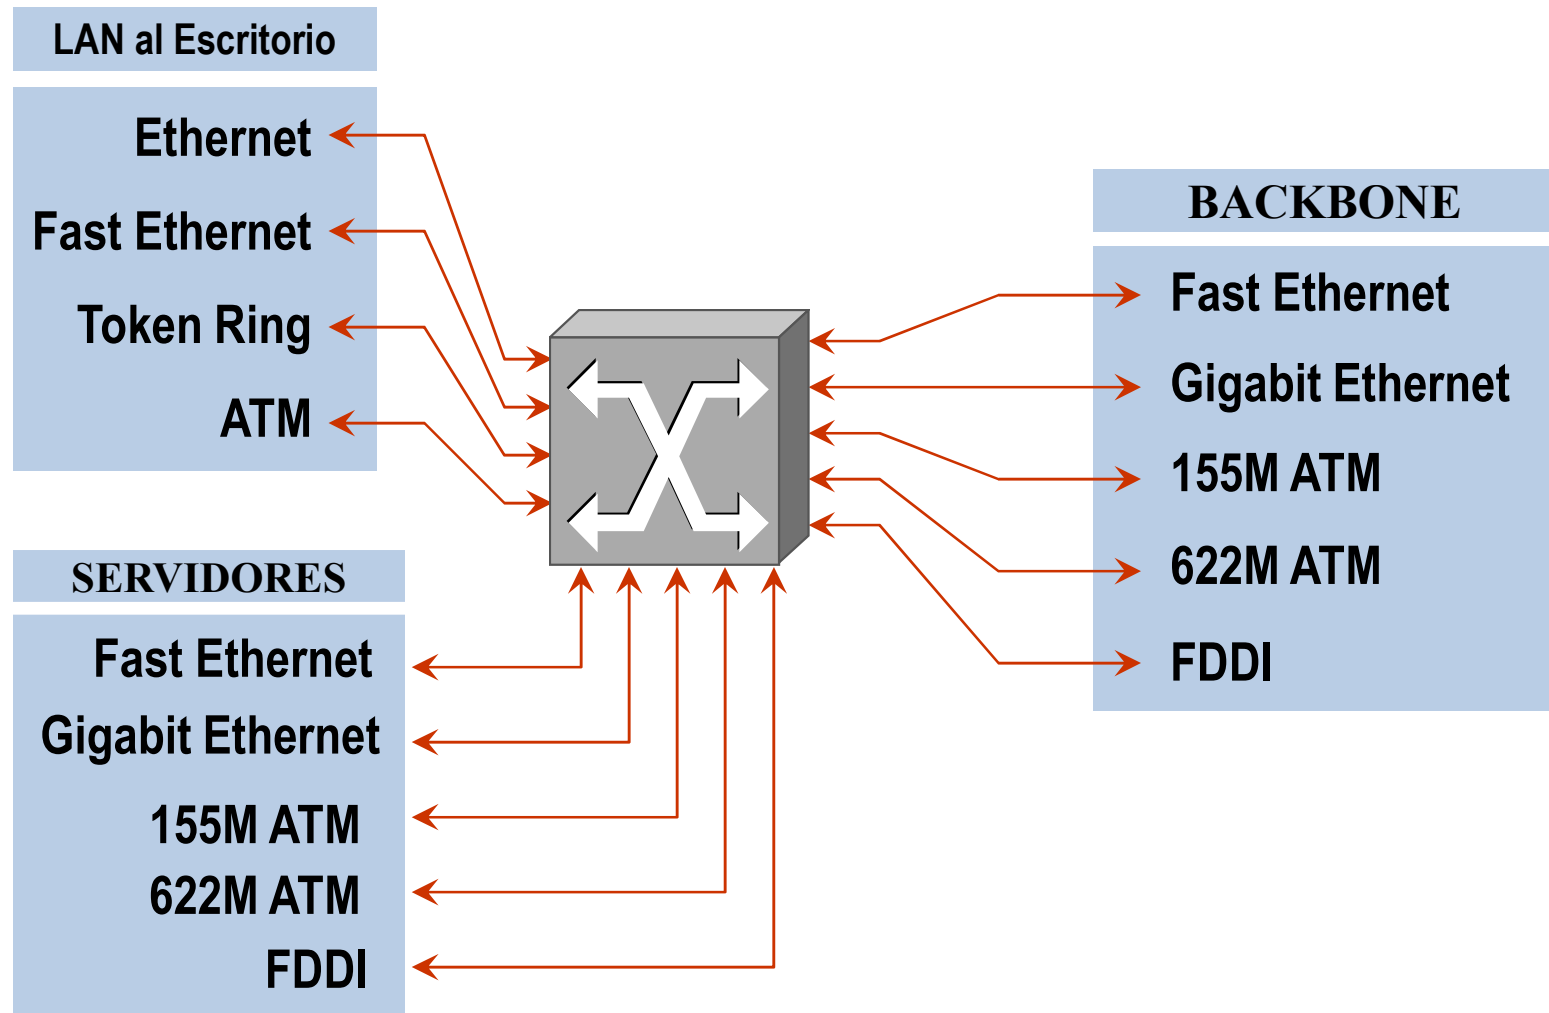 LAN al Escritorio
Ethernet
Fast Ethernet
Token Ring
ATM
SERVIDORES
Fast Ethernet
Gigabit Ethernet
155M ATM
622M ATM
FDDI
BACKBONE
Fast Ethernet
Gigabit Ethernet
155M ATM
622M ATM
FDDI